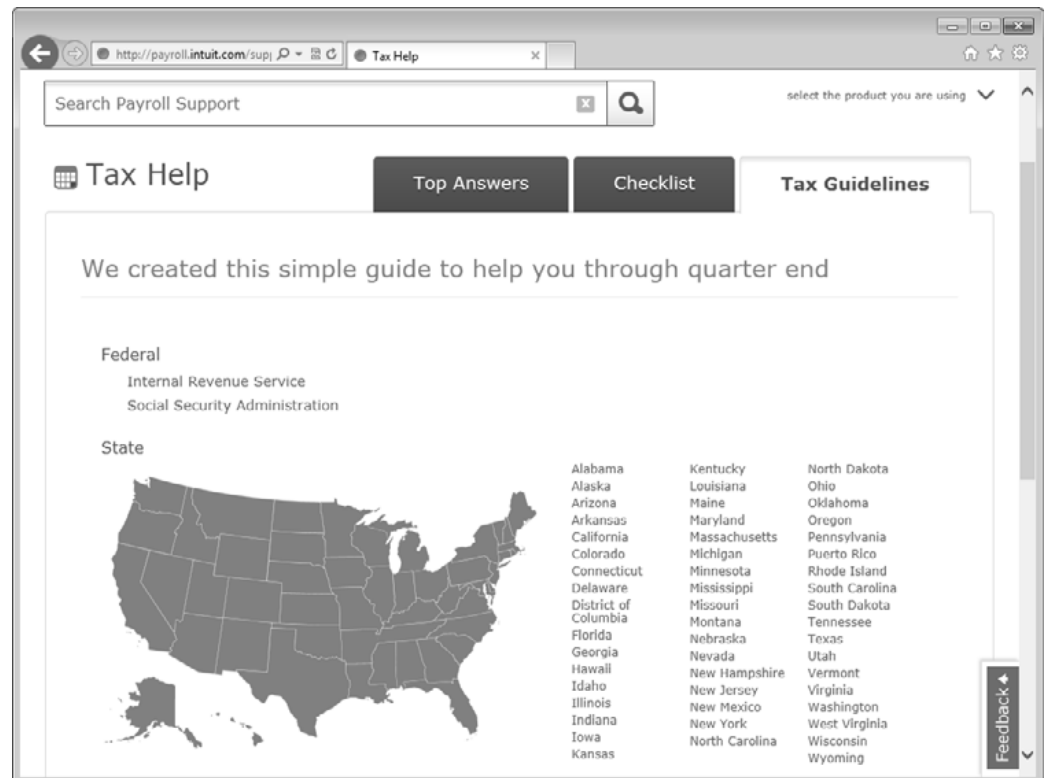 http://payroll.intuit.com/supp
Tax Help
Search Payroll Support
select the product you are using
Tax Help
Top Answers
Checklist
Tax Guidelines
We created this simple guide to help you through quarter end
Federal
Internal Revenue Service
Social Security Administration
State
Alabama
Alaska
Arizona
Arkansas
California
Colorado
Connecticut
Delaware
District of
Columbia
Florida
Georgia
Hawaii
Idaho
Illinois
Indiana
Iowa
Kansas
Kentucky
Louisiana
Maine
Maryland
Massachusetts
Michigan
Minnesota
Mississippi
Missouri
Montana
Nebraska
Nevada
New Hampshire
New Jersey
New Mexico
New York
North Carolina
North Dakota
Ohio
Oklahoma
Oregon
Pennsylvania
Puerto Rico
Rhode Island
South Carolina
South Dakota
Tennessee
Texas
Utah
Vermont
Virginia
Washington
West Virginia
Wisconsin
Wyoming
Feedback